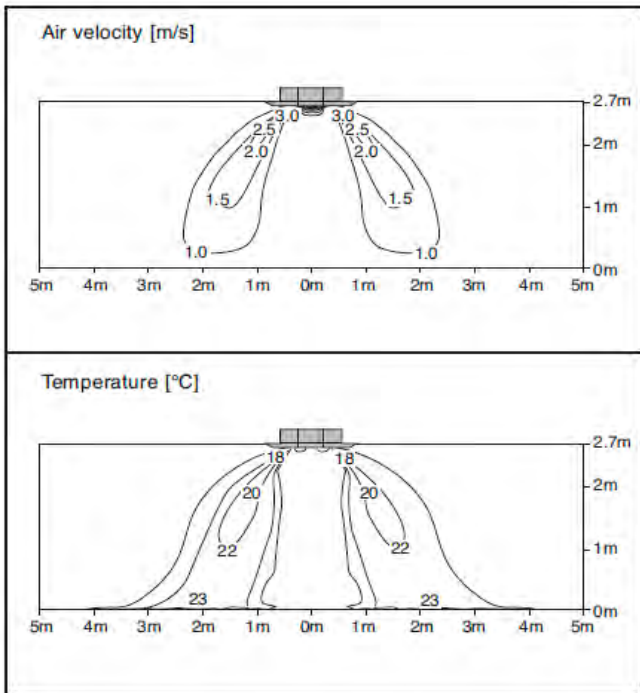 Air velocity [m/s]
3.0 3.0
2.5 2.5
2.0 2.0
1.5 1.5
1.0 1.0
2.7m
2m
1m
0m
5m 4m 3m 2m 1m 0m 1m 2m 3m 4m 5m
Temperature [°C]
18 18
20 20
22 22
23 23
2.7m
2m
1m
0m
5m 4m 3m 2m 1m 0m 1m 2m 3m 4m 5m